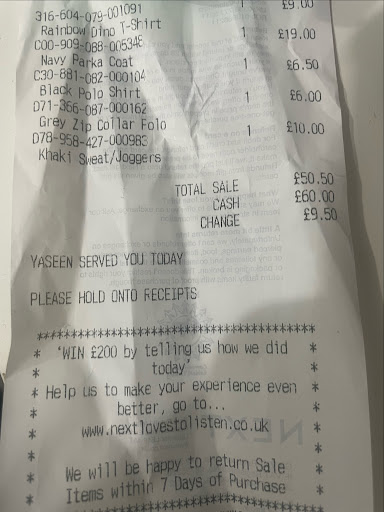 316-604-079-001091 1 £9.00
Rainbow Dino T-Shirt
C00-909-088-005348 1 £19.00
Navy Parka Coat
C30-881-082-000104 1 £6.50
Black Polo Shirt
D71-366-087-000162 1 £6.00
Grey Zip Collar Polo
D78-958-427-000983 1 £10.00
Khaki Sweat/Joggers
TOTAL SALE £50.50
CASH £60.00
CHANGE £9.50
YASEEN SERVED YOU TODAY
PLEASE HOLD ONTO RECEIPTS
****************************************
* 'WIN £200 by telling us how we did *
* today' *
* Help us to make your experience even *
* better, go to... *
* www.nextlovestolisten.co.uk *
* We will be happy to return Sale *
* Items within 7 Days of Purchase *